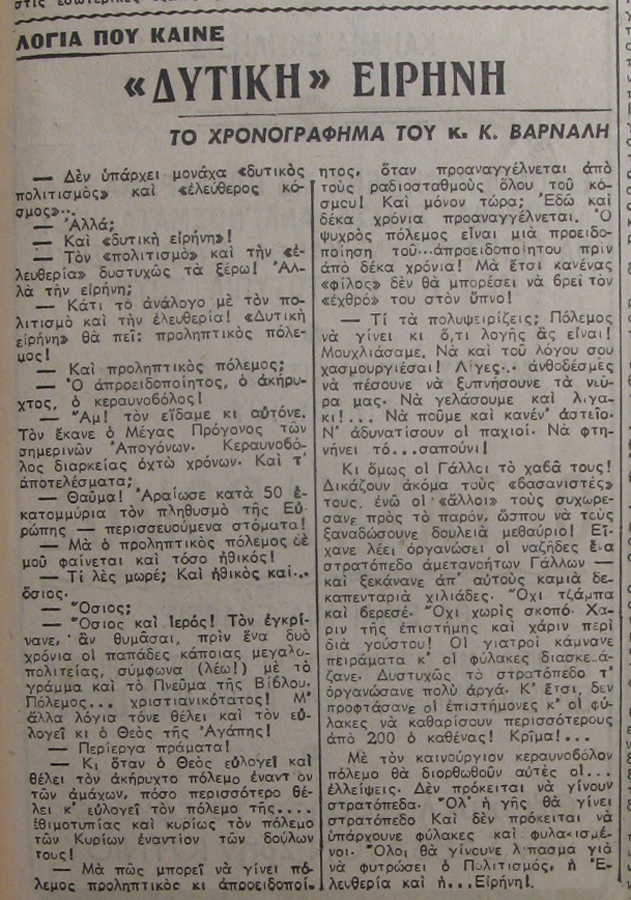 ΛΟΓΙΑ ΠΟΥ ΚΑΙΝΕ
«ΔΥΤΙΚΗ» ΕΙΡΗΝΗ
ΤΟ ΧΡΟΝΟΓΡΑΦΗΜΑ ΤΟΥ κ. Κ. ΒΑΡΝΑΛΗ
— Δὲν ὑπάρχει μονάχα «δυτικὸς
πολιτισμὸς» καὶ «ἐλεύθερος κό-
σμος»...
— Ἀλλά;
— Καὶ «δυτικὴ εἰρήνη»!
— Τὸν «πολιτισμὸ» καὶ τὴν «ἐ-
λευθερία» δυστυχῶς τὰ ξέρω! Ἀλ-
λὰ τὴν εἰρήνη;
— Κάτι τὸ ἀνάλογο μὲ τὸν πο-
λιτισμὸ καὶ τὴν ἐλευθερία! «Δυτικὴ
εἰρήνη» θὰ πεῖ: προληπτικὸς πόλε-
μος!
— Καὶ προληπτικὸς πόλεμος;
— Ὁ ἀπροειδοποίητος, ὁ ἀκήρυ-
χτος, ὁ κεραυνοβόλος!
— Ἄμ! τὸν εἴδαμε κι αὐτόνε.
Τὸν ἔκανε ὁ Μέγας Πρόγονος τῶν
σημερινῶν Ἀπογόνων. Κεραυνοβό-
λος διαρκείας ὀχτὼ χρόνων. Καὶ τ'
ἀποτελέσματα;
— Θαῦμα! Ἀραίωσε κατὰ 50 ἑ-
κατομμύρια τὸν πληθυσμὸ τῆς Εὐ-
ρώπης — περισσευούμενα στόματα!
— Μὰ ὁ προληπτικὸς πόλεμος δὲ
μοῦ φαίνεται καὶ τόσο ἠθικός!
— Τί λὲς μωρέ; Καὶ ἠθικὸς καὶ...
ὅσιος.
— Ὅσιος;
— Ὅσιος καὶ Ἱερός! Τὸν ἐγκρί-
νανε, ἂν θυμᾶσαι, πρὶν ἕνα δυὸ
χρόνια οἱ παπάδες κάποιας μεγαλο-
πολιτείας, σύμφωνα (λέω!) μὲ τὸ
γράμμα καὶ τὸ Πνεῦμα τῆς Βίβλου.
Πόλεμος... χριστιανικότατος! Μ'
ἄλλα λόγια τόνε θέλει καὶ τὸν εὐ-
λογεῖ κι ὁ Θεὸς τῆς Ἀγάπης!
— Περίεργα πράματα!
— Κι ὅταν ὁ Θεὸς εὐλογεῖ καὶ
θέλει τὸν ἀκήρυχτο πόλεμο ἐναντίον
τῶν ἀμάχων, πόσο περισσότερο θέ-
λει κ' εὐλογεῖ τὸν πόλεμο τῆς....
ἐθιμοτυπίας καὶ κυρίως τὸν πόλεμο
τῶν Κυρίων ἐναντίον τῶν δούλων
τους!
— Μὰ πῶς μπορεῖ νὰ γίνει πό-
λεμος προληπτικὸς κι ἀπροειδοποί-
ητος, ὅταν προαναγγέλνεται ἀπὸ
τοὺς ραδιοσταθμοὺς ὅλου τοῦ κό-
σμου! Καὶ μόνον τώρα; Ἐδῶ καὶ
δέκα χρόνια προαναγγέλνεται. Ὁ
ψυχρὸς πόλεμος εἶναι μιὰ προειδο-
ποίηση τοῦ... ἀπροειδοποίητου πρὶν
ἀπὸ δέκα χρόνια! Μὰ ἔτσι κανένας
«φίλος» δὲν θὰ μπορέσει νὰ βρεῖ τὸν
«ἐχθρό» του στὸν ὕπνο!
— Τί τὰ πολυψειρίζεις; Πόλεμος
νὰ γίνει κι ὅ,τι λογῆς ἂς εἶναι!
Μουχλιάσαμε. Νὰ καὶ τοῦ λόγου σου
χασμουργιέσαι! Λίγες... ἀνθοδέσμες
νὰ πέσουνε νὰ ξυπνήσουνε τὰ νεῦ-
ρα μας. Νὰ γελάσουμε καὶ λιγά-
κι!... Νὰ ποῦμε καὶ κανέν' ἀστεῖο.
Ν' ἀδυνατίσουν οἱ παχιοί. Νὰ φτη-
νήνει τό...σαπούνι!
Κι ὅμως οἱ Γάλλοι τὸ χαβά τους!
Δικάζουν ἀκόμα τοὺς «βασανιστές»
τους, ἐνῶ οἱ «ἄλλοι» τοὺς συχωρέ-
σανε πρὸς τὸ παρόν, ὥσπου νὰ τοὺς
ξαναδώσουνε δουλειὰ μεθαύριο! Εἴ-
χανε λέει ὀργανώσει οἱ ναζῆδες ἕνα
στρατόπεδο ἀμετανοήτων Γάλλων —
καὶ ξεκάνανε ἀπ' αὐτοὺς καμιὰ δε-
καπενταριὰ χιλιάδες. Ὄχι τζάμπα
καὶ βερεσέ. Ὄχι χωρὶς σκοπό. Χά-
ριν τῆς ἐπιστήμης καὶ χάριν περὶ
διὰ γούστου! Οἱ γιατροὶ κάμνανε
πειράματα κ' οἱ φύλακες διασκεδά-
ζανε. Δυστυχῶς τὸ στρατόπεδο τ'
ὀργανώσανε πολὺ ἀργά. Κ' ἔτσι, δὲν
προφτάσανε οἱ ἐπιστήμονες κ' οἱ φύ-
λακες νὰ καθαρίσουν περισσότερους
ἀπὸ 200 ὁ καθένας! Κρῖμα!...
Μὲ τὸν καινούργιον κεραυνοβόλον
πόλεμο θὰ διορθωθοῦν αὐτὲς οἱ...
ἐλλείψεις. Δὲν πρόκειται νὰ γίνουν
στρατόπεδα. Ὅλ' ἡ γῆς θὰ γίνει
στρατόπεδο Καὶ δὲν πρόκειται νὰ
ὑπάρχουνε φύλακες καὶ φυλακισμέ-
νοι. Ὅλοι θὰ γίνουνε λίπασμα γιὰ
νὰ φυτρώσει ὁ Πολιτισμός, ἡ Ἐ-
λευθερία καὶ ἡ... Εἰρήνη!.